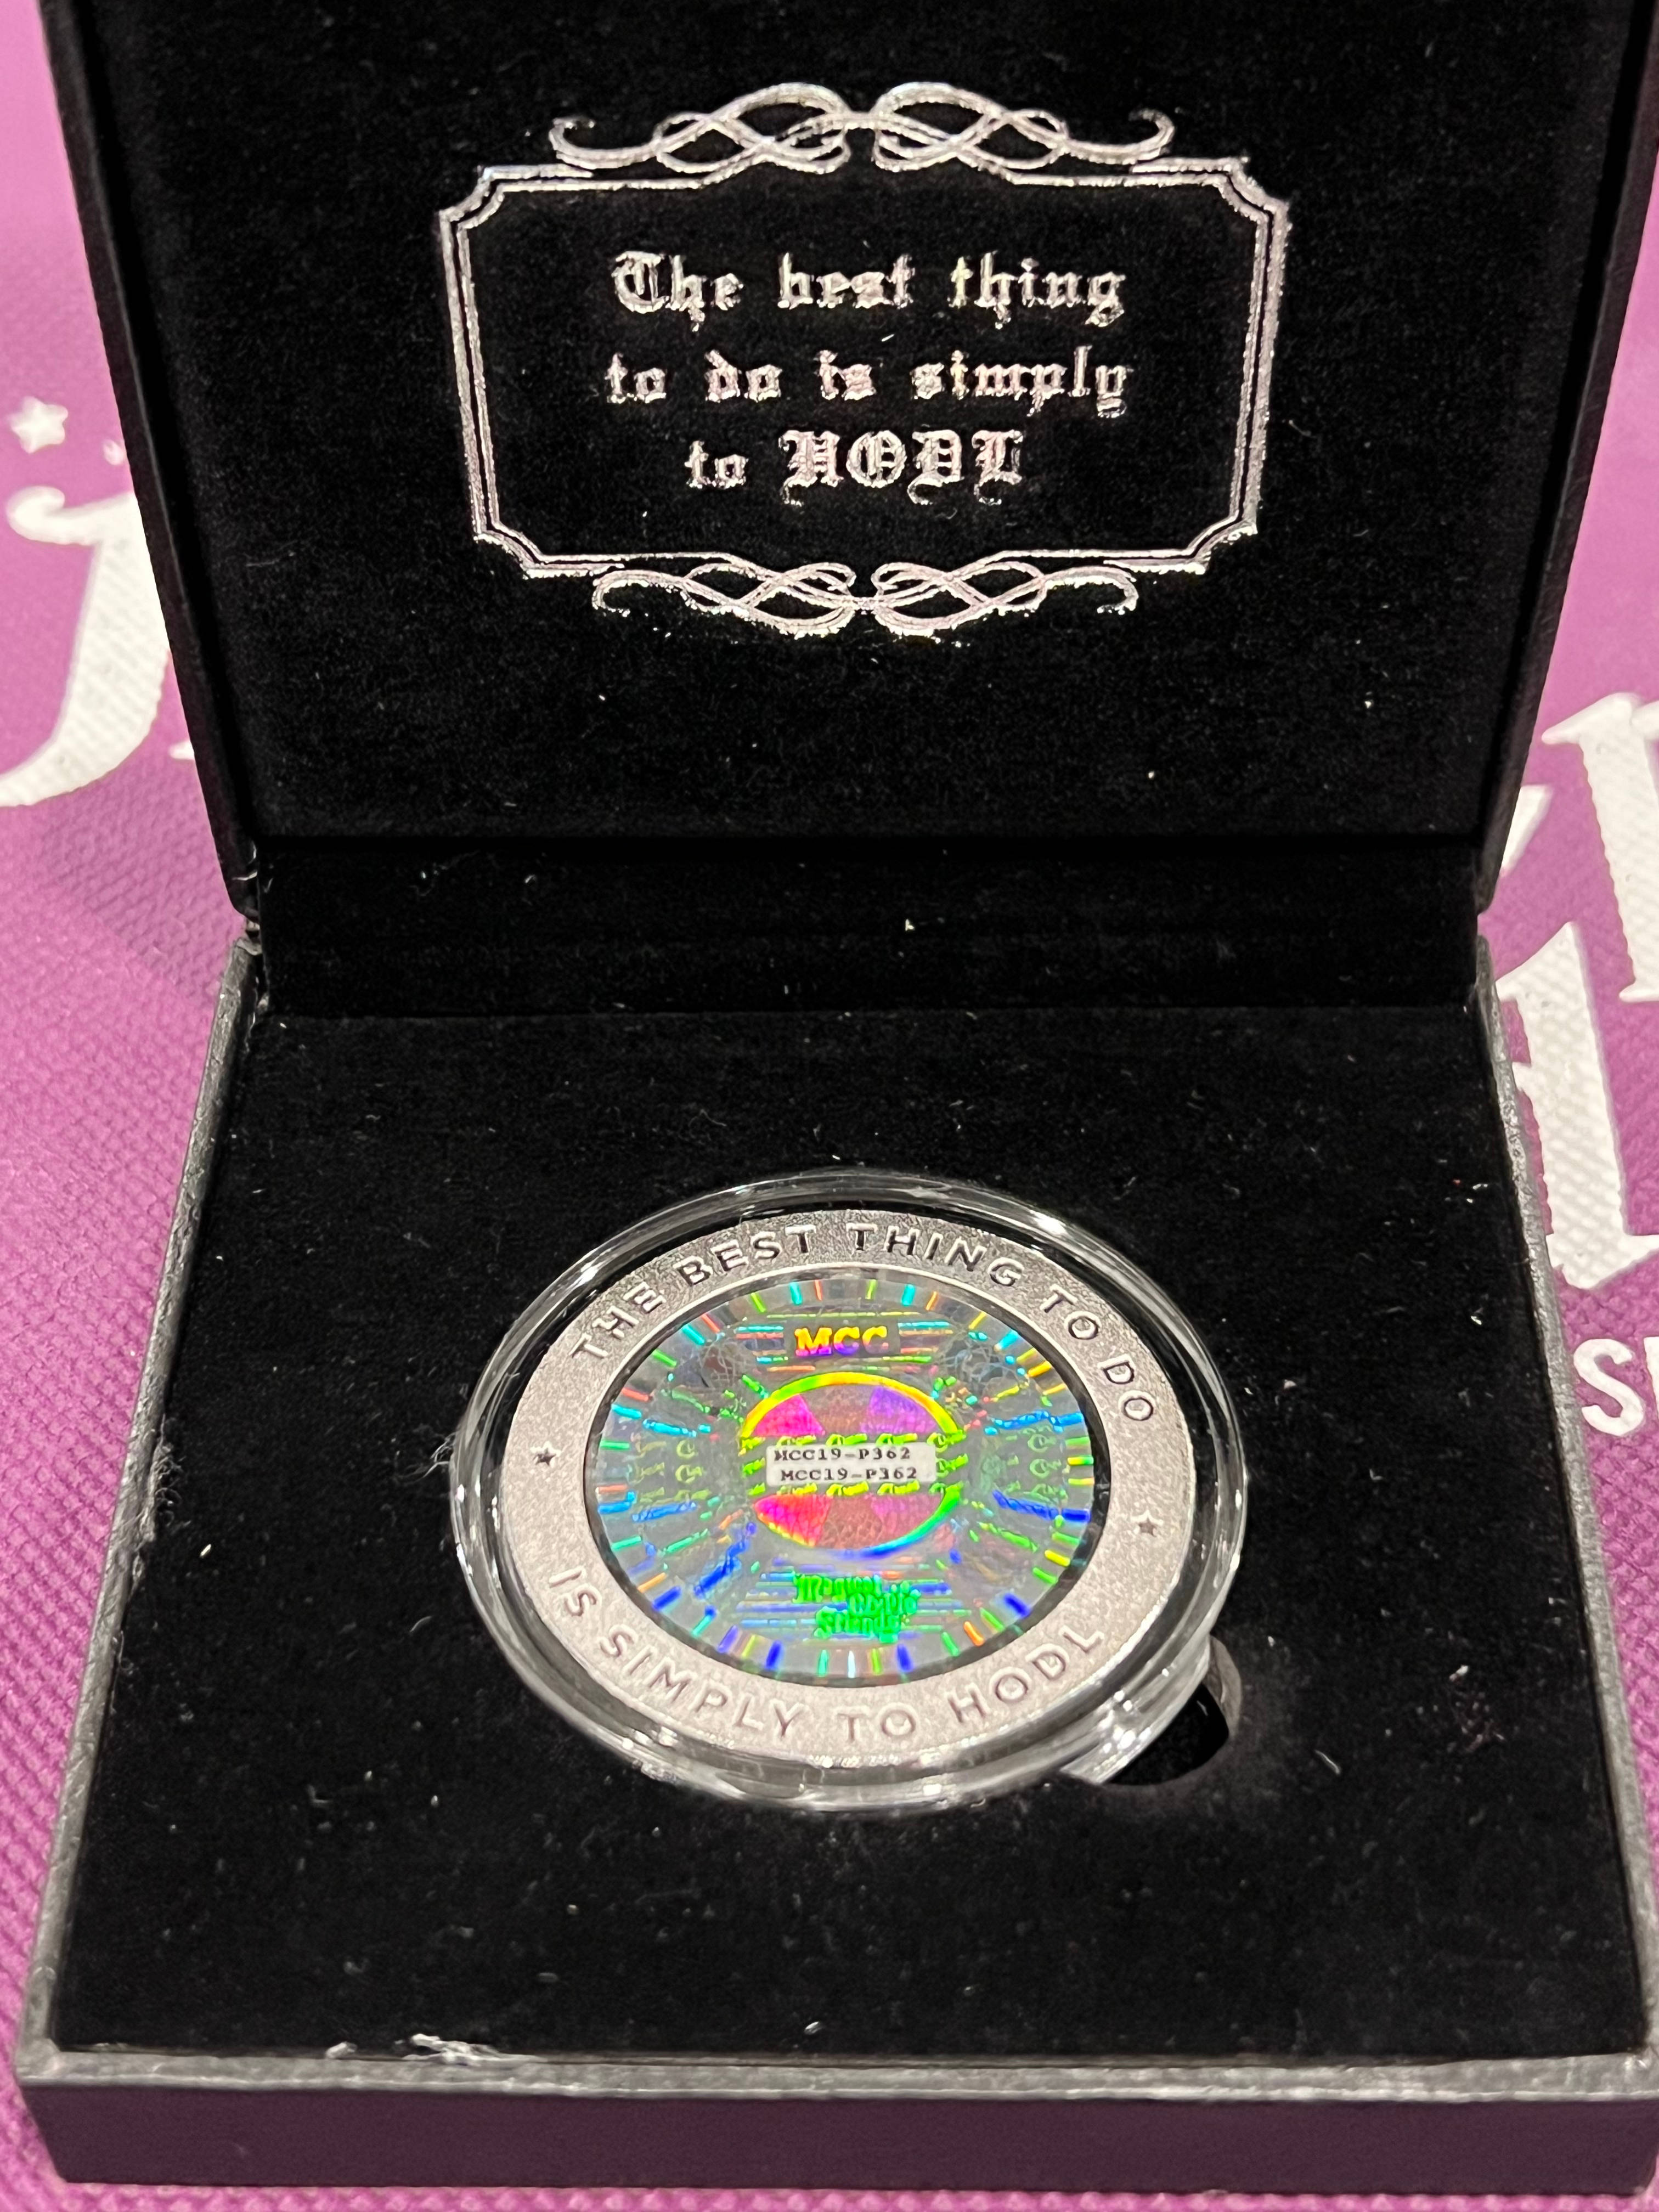 The best thing
to do is simply
to HODL
THE BEST THING TO DO
MCC
MCC19-P362
MCC19-P362
IS SIMPLY TO HODL